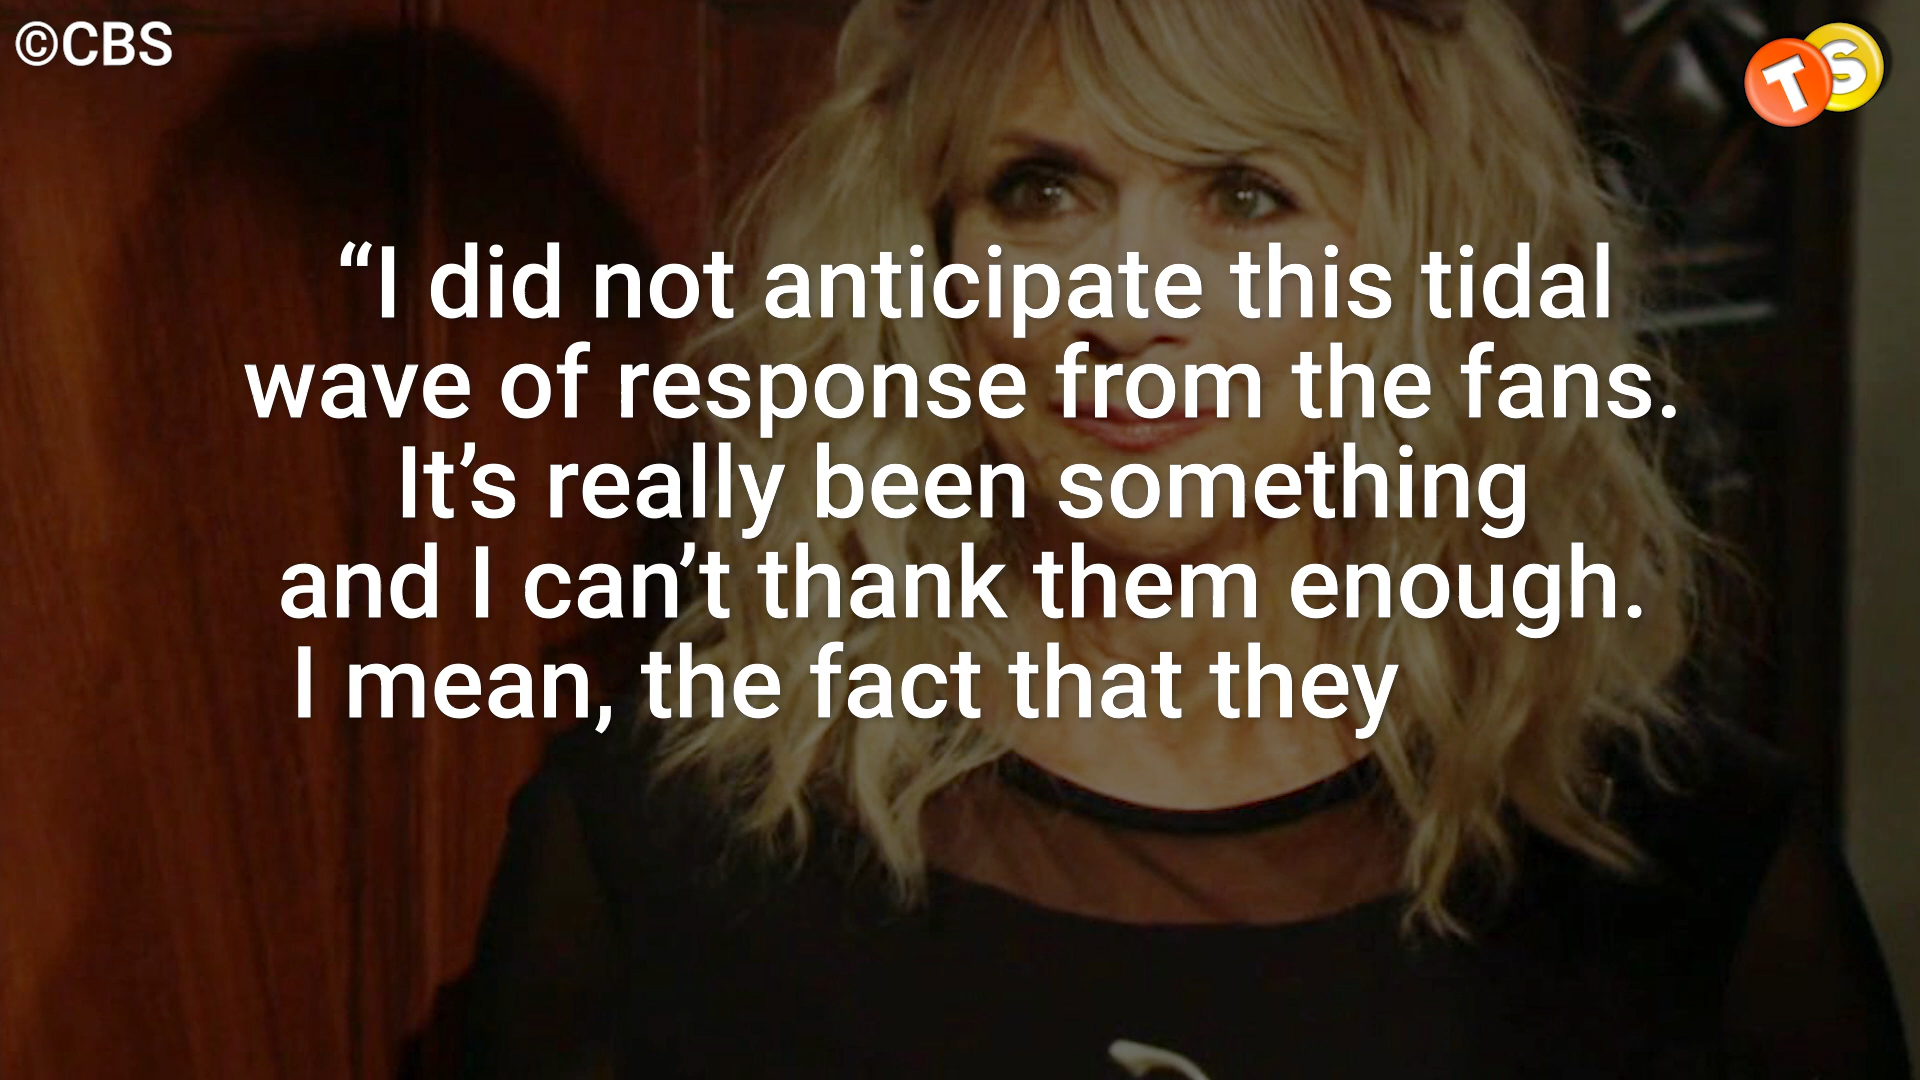 ©CBS
TS
“I did not anticipate this tidal
wave of response from the fans.
It’s really been something
and I can’t thank them enough.
I mean, the fact that they